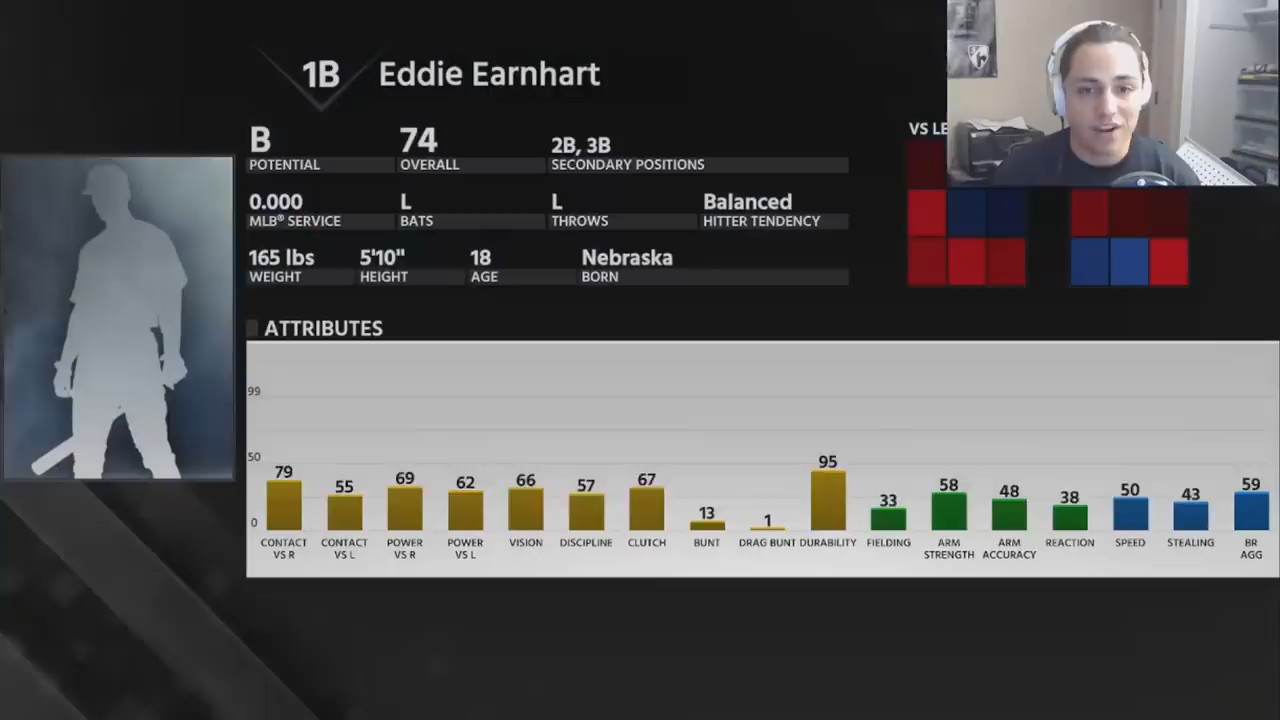 1B Eddie Earnhart
B 74 2B, 3B
POTENTIAL OVERALL SECONDARY POSITIONS
0.000 L L Balanced
MLB® SERVICE BATS THROWS HITTER TENDENCY
165 lbs 5'10" 18 Nebraska
WEIGHT HEIGHT AGE BORN
VS LE
ATTRIBUTES
99
50
0
79 55 69 62 66 57 67 13 1 95 33 58 48 38 50 43 59
CONTACT VS R
CONTACT VS L
POWER VS R
POWER VS L
VISION
DISCIPLINE
CLUTCH
BUNT
DRAG BUNT
DURABILITY
FIELDING
ARM STRENGTH
ARM ACCURACY
REACTION
SPEED
STEALING
BR AGG